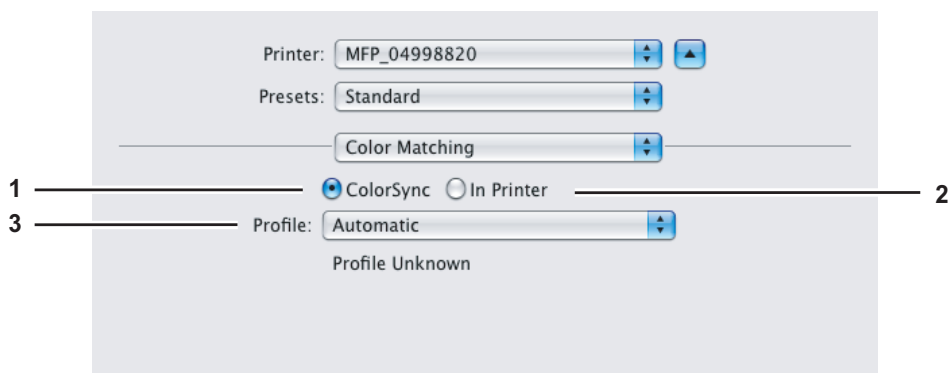 Printer: MFP_04998820
Presets: Standard
Color Matching
1 ColorSync In Printer 2
3 Profile: Automatic
Profile Unknown